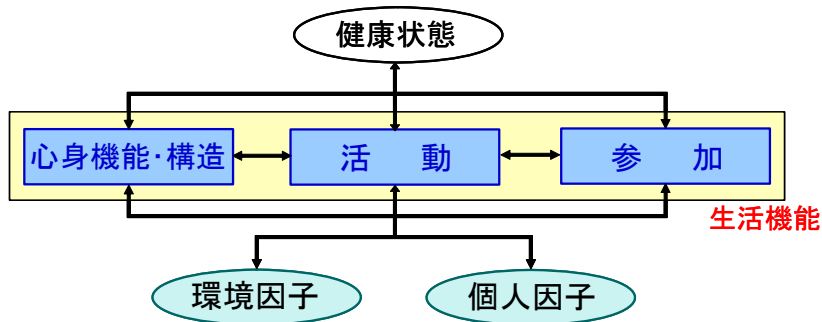 健康状態
心身機能・構造
活 動
参 加
生活機能
環境因子
個人因子